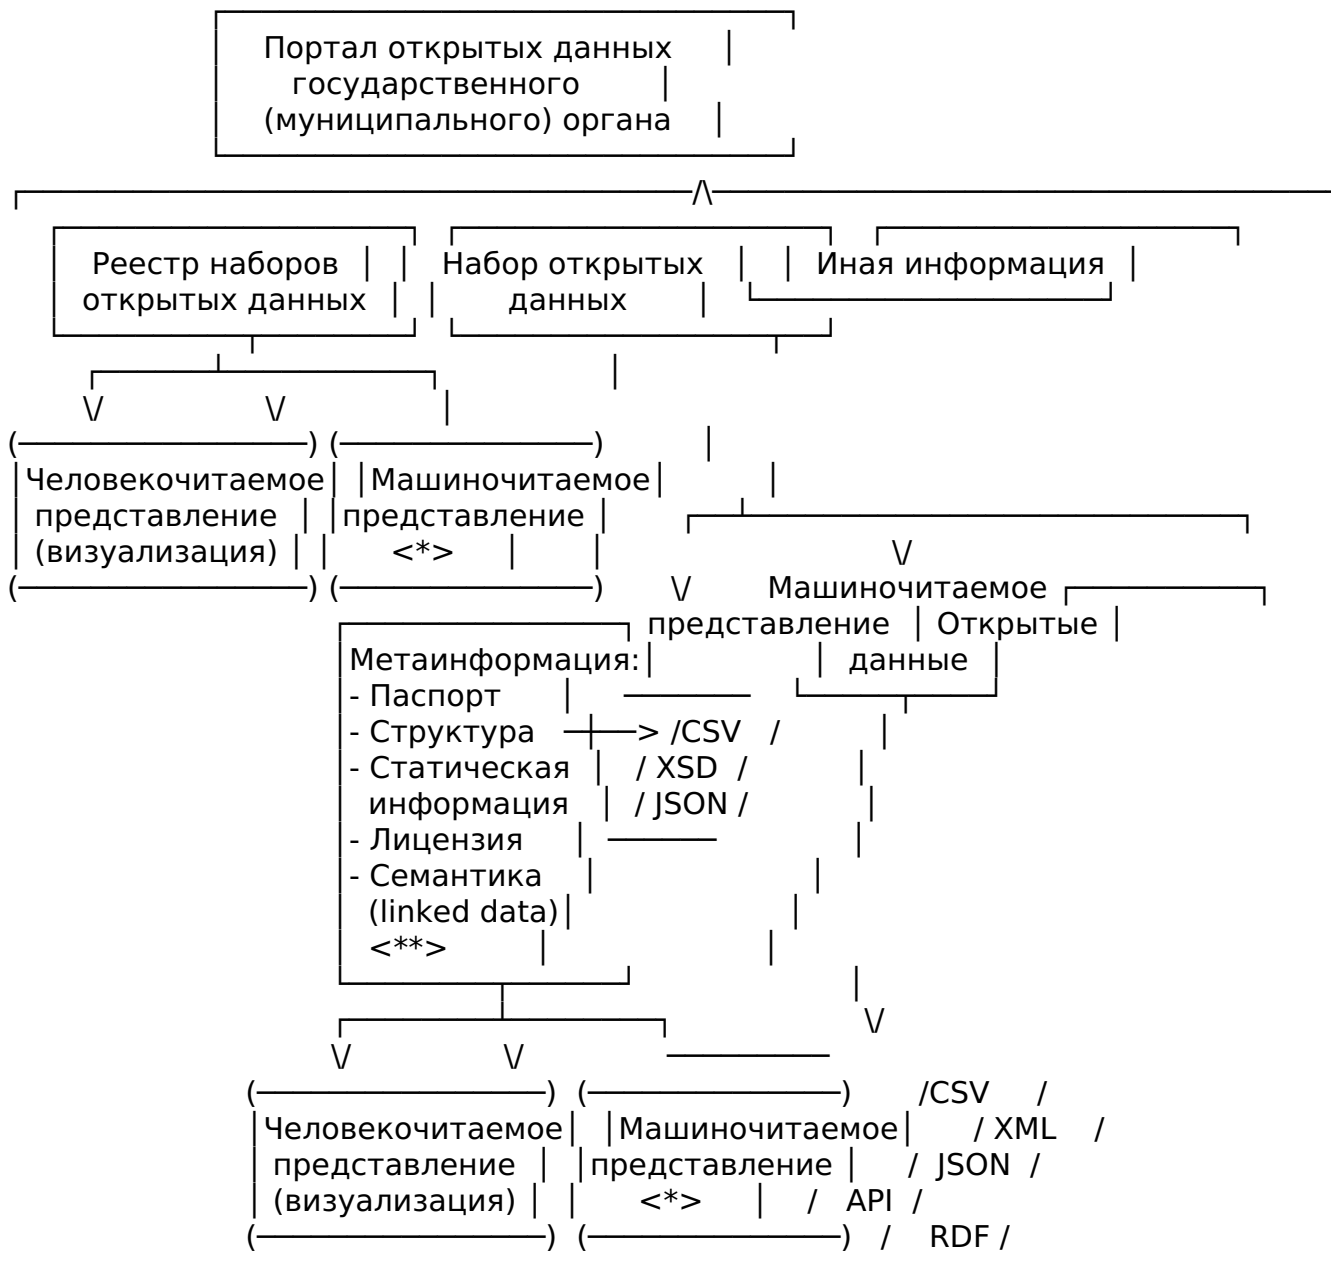 Портал открытых данных
государственного
(муниципального) органа
Реестр наборов Набор открытых Иная информация
открытых данных данных
Человекочитаемое Машиночитаемое
представление представление
(визуализация) <*>
Машиночитаемое
представление Открытые
Метаинформация: данные
- Паспорт
- Структура ─┼──> /CSV /
- Статическая / XSD /
информация / JSON /
- Лицензия
- Семантика
(linked data)
<**>
/CSV /
Человекочитаемое Машиночитаемое / XML /
представление представление / JSON /
(визуализация) <*> / API /
/ RDF /